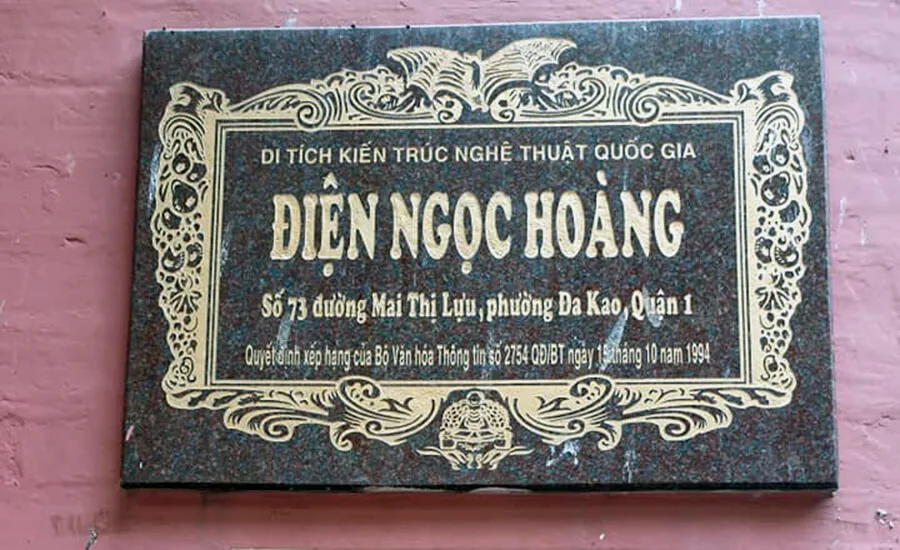 DI TÍCH KIẾN TRÚC NGHỆ THUẬT QUỐC GIA
ĐIỆN NGỌC HOÀNG
Số 73 đường Mai Thị Lựu, phường Đa Kao, Quận 1
Quyết định xếp hạng của Bộ Văn hóa Thông tin số 2754 QĐ/BT ngày 15 tháng 10 năm 1994